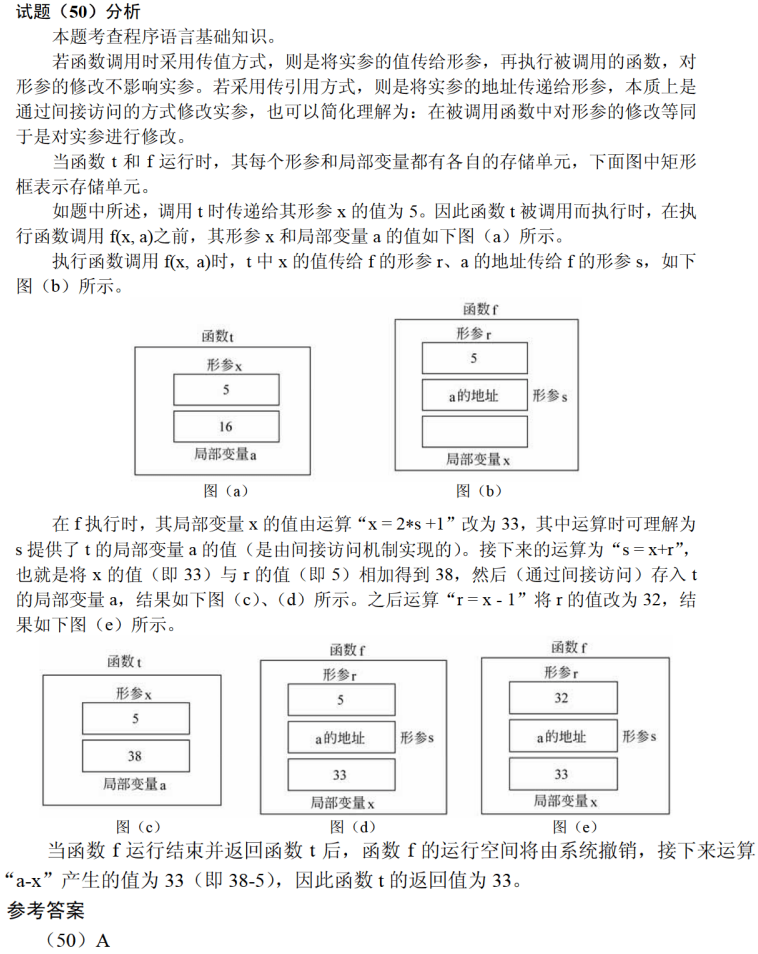 试题（50）分析
本题考查程序语言基础知识。
若函数调用时采用传值方式，则是将实参的值传给形参，再执行被调用的函数，对
形参的修改不影响实参。若采用传引用方式，则是将实参的地址传递给形参，本质上是
通过间接访问的方式修改实参，也可以简化理解为：在被调用函数中对形参的修改等同
于是对实参进行修改。
当函数 t 和 f 运行时，其每个形参和局部变量都有各自的存储单元，下面图中矩形
框表示存储单元。
如题中所述，调用 t 时传递给其形参 x 的值为 5。因此函数 t 被调用而执行时，在执
行函数调用 f(x, a)之前，其形参 x 和局部变量 a 的值如下图（a）所示。
执行函数调用 f(x, a)时，t 中 x 的值传给 f 的形参 r、a 的地址传给 f 的形参 s，如下
图（b）所示。
函数t
形参x
5
16
局部变量a
图（a）
函数f
形参r
5
a的地址 形参s
局部变量x
图（b）
在 f 执行时，其局部变量 x 的值由运算“x = 2*s +1”改为 33，其中运算时可理解为
s 提供了 t 的局部变量 a 的值（是由间接访问机制实现的）。接下来的运算为“s = x+r”，
也就是将 x 的值（即 33）与 r 的值（即 5）相加得到 38，然后（通过间接访问）存入 t
的局部变量 a，结果如下图（c）、（d）所示。之后运算“r = x - 1”将 r 的值改为 32，结
果如下图（e）所示。
函数t
形参x
5
38
局部变量a
图（c）
函数f
形参r
5
a的地址 形参s
33
局部变量x
图（d）
函数f
形参r
32
a的地址 形参s
33
局部变量x
图（e）
当函数 f 运行结束并返回函数 t 后，函数 f 的运行空间将由系统撤销，接下来运算
“a-x”产生的值为 33（即 38-5），因此函数 t 的返回值为 33。
参考答案
（50）A